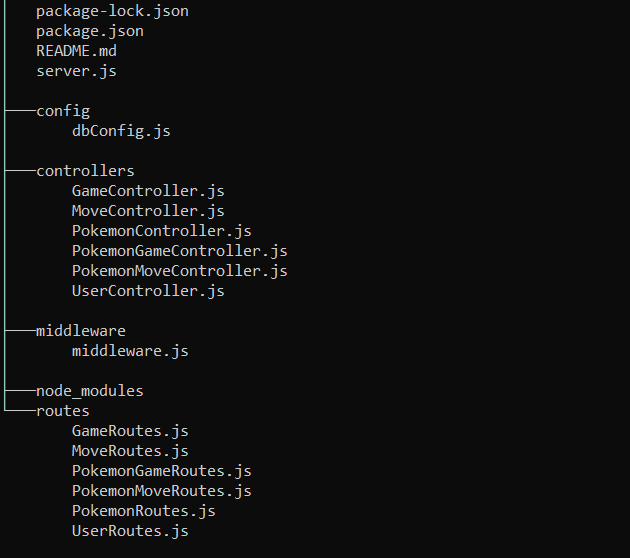 package-lock.json
package.json
README.md
server.js
config
dbConfig.js
controllers
GameController.js
MoveController.js
PokemonController.js
PokemonGameController.js
PokemonMoveController.js
UserController.js
middleware
middleware.js
node_modules
routes
GameRoutes.js
MoveRoutes.js
PokemonGameRoutes.js
PokemonMoveRoutes.js
PokemonRoutes.js
UserRoutes.js